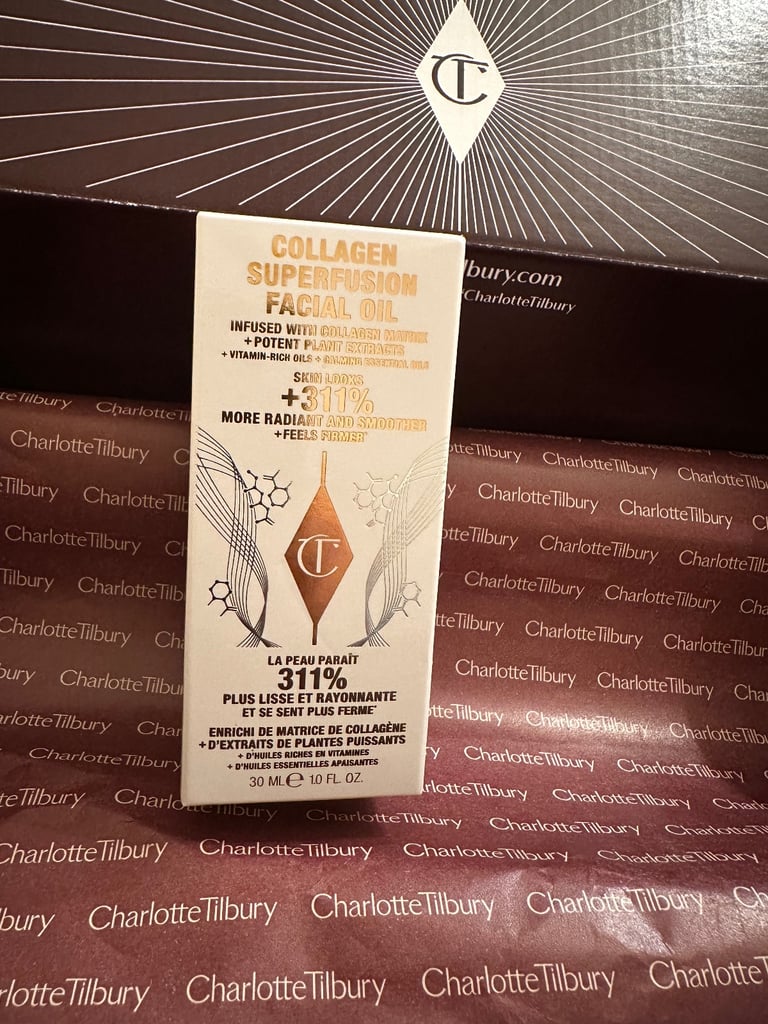 CT
lbury.com
CharlotteTilbury
COLLAGEN
SUPERFUSION
FACIAL OIL
INFUSED WITH COLLAGEN MATRIX
+ POTENT PLANT EXTRACTS
+ VITAMIN-RICH OILS + CALMING ESSENTIAL OILS
SKIN LOOKS
+311%
MORE RADIANT AND SMOOTHER
+ FEELS FIRMER*
CT
LA PEAU PARAÎT
311%
PLUS LISSE ET RAYONNANTE
ET SE SENT PLUS FERME*
ENRICHI DE MATRICE DE COLLAGÈNE
+ D'EXTRAITS DE PLANTES PUISSANTS
+ D'HUILES RICHES EN VITAMINES
+ D'HUILES ESSENTIELLES APAISANTES
30 ML ℮ 1.0 FL. OZ.
CharlotteTilbury
CharlotteTilbury CharlotteTilbury
CharlotteTilbury CharlotteTilbury CharlotteTilbury
CharlotteTilbury CharlotteTilbury